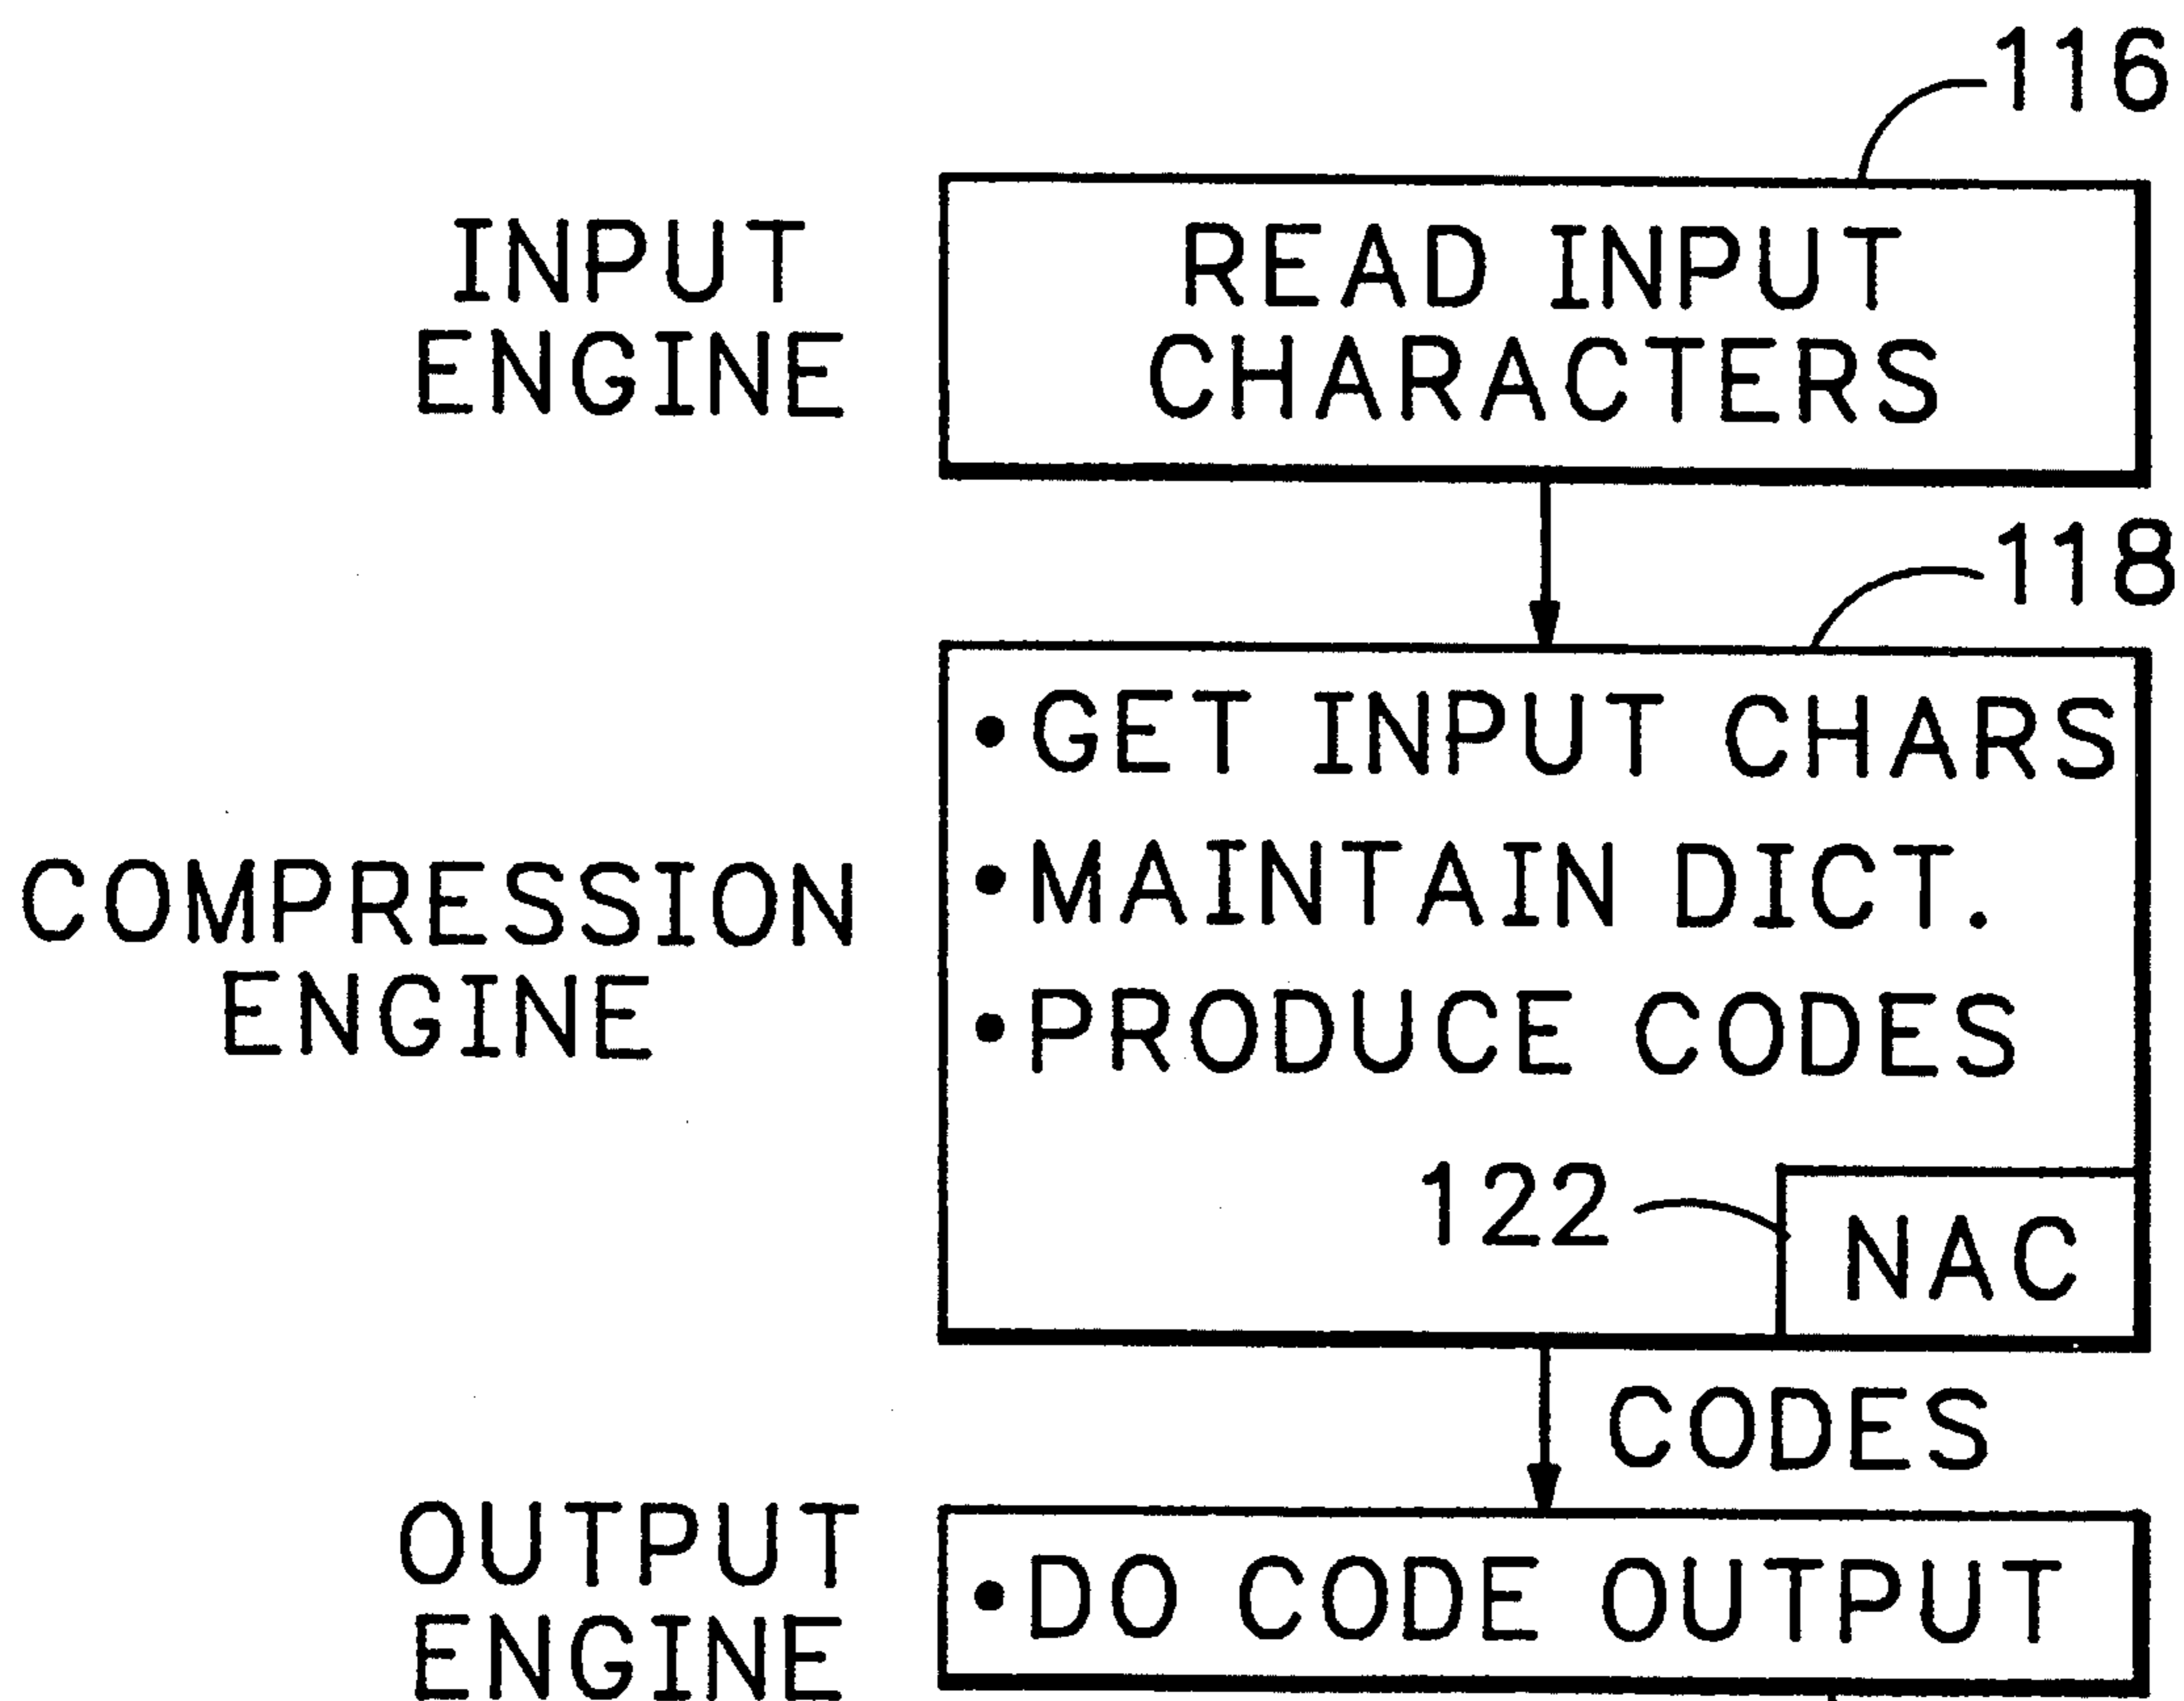 116
INPUT
ENGINE
READ INPUT
CHARACTERS
118
COMPRESSION
ENGINE
•GET INPUT CHARS
•MAINTAIN DICT.
•PRODUCE CODES
122
NAC
CODES
OUTPUT
ENGINE
•DO CODE OUTPUT